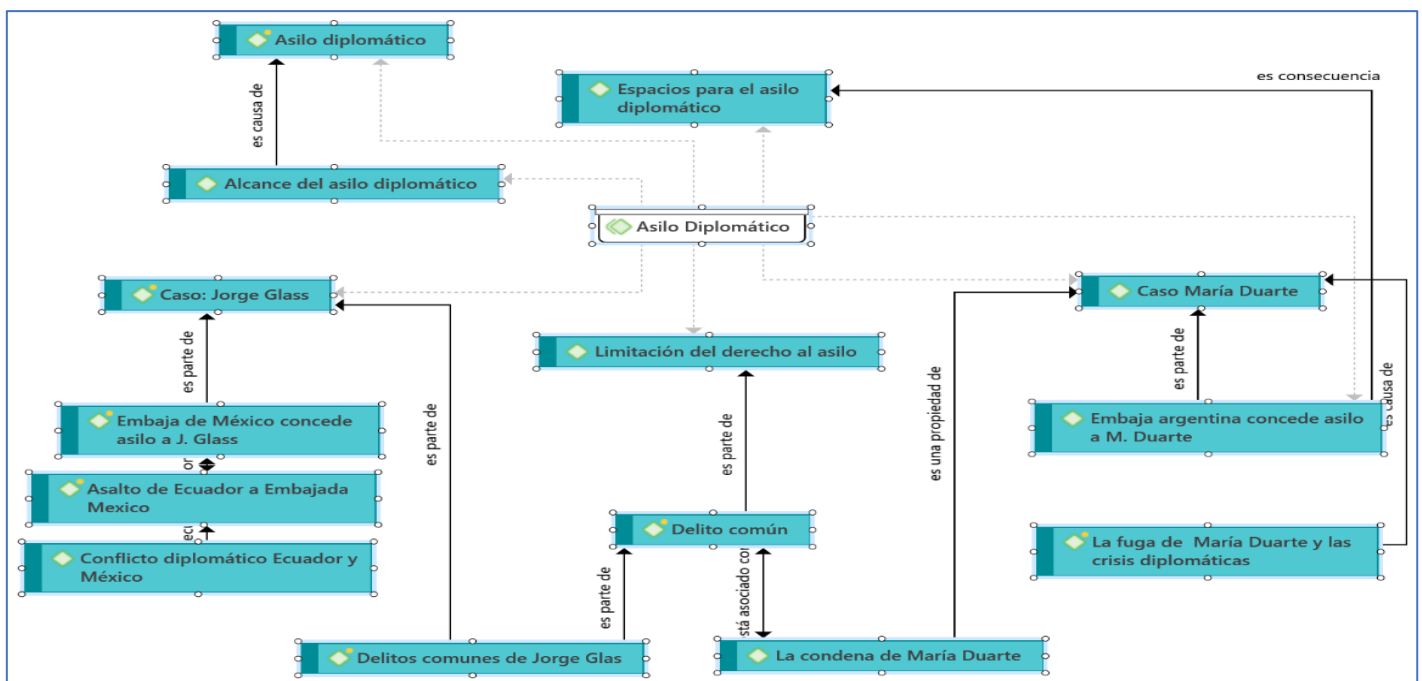 Asilo diplomático
es consecuencia
Espacios para el asilo
diplomático
es causa de
Alcance del asilo diplomático
Asilo Diplomático
Caso: Jorge Glass
Caso María Duarte
es parte de
Limitación del derecho al asilo
es parte de
es causa de
es una propiedad de
Embaja de México concede
asilo a J. Glass
es parte de
es parte de
Embaja argentina concede asilo
a M. Duarte
Asalto de Ecuador a Embajada
Mexico
Delito común
La fuga de María Duarte y las
crisis diplomáticas
Conflicto diplomático Ecuador y
México
es parte de
stá asociado con
Delitos comunes de Jorge Glas
La condena de María Duarte